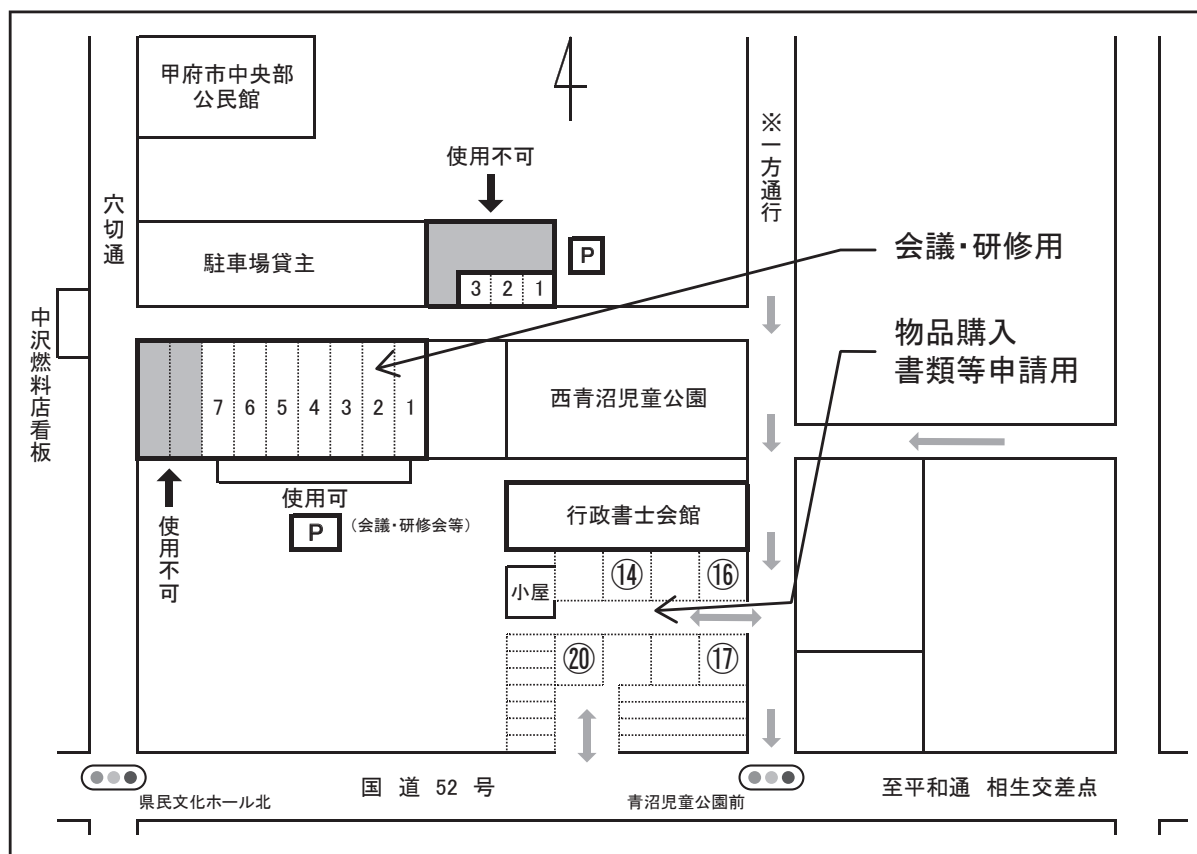 甲府市中央部
公民館
※一方通行
使用不可
穴切通
会議・研修用
駐車場貸主
P
3 2 1
中沢燃料店看板
物品購入
書類等申請用
7 6 5 4 3 2 1
西青沼児童公園
使用可
P (会議・研修会等)
使用不可
行政書士会館
小屋
⑭ ⑯
⑳ ⑰
国道 52 号
至平和通 相生交差点
県民文化ホール北
青沼児童公園前